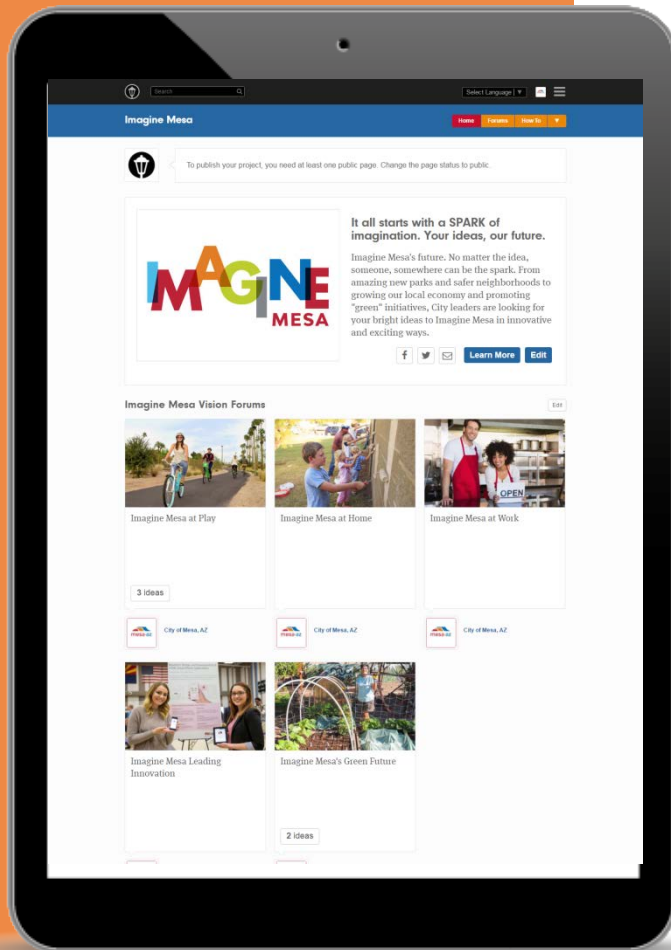 Search
Select Language ▼
Imagine Mesa
Home
Forums
How To
▼
To publish your project, you need at least one public page. Change the page status to public.
IMAGINE
MESA
It all starts with a SPARK of
imagination. Your ideas, our future.
Imagine Mesa's future. No matter the idea,
someone, somewhere can be the spark. From
amazing new parks and safer neighborhoods to
growing our local economy and promoting
"green" initiatives, City leaders are looking for
your bright ideas to Imagine Mesa in innovative
and exciting ways.
Learn More
Edit
Imagine Mesa Vision Forums
Edit
OPEN
Imagine Mesa at Play
Imagine Mesa at Home
Imagine Mesa at Work
3 ideas
mesa·az
City of Mesa, AZ
mesa·az
City of Mesa, AZ
mesa·az
City of Mesa, AZ
Imagine Mesa Leading
Innovation
Imagine Mesa's Green Future
2 ideas